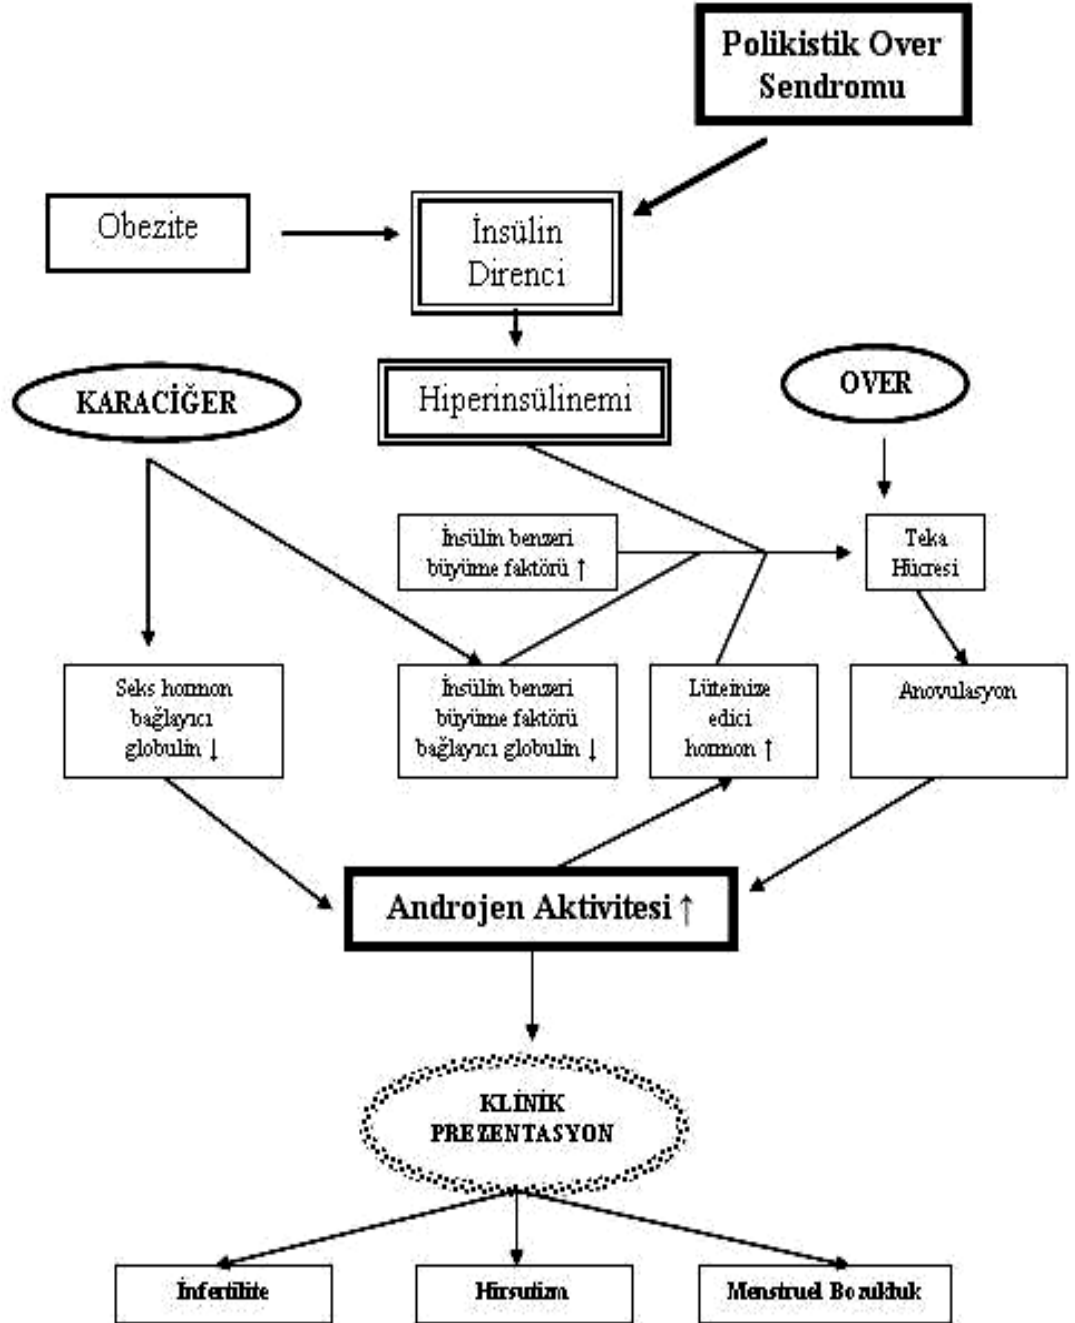 Polikistik Over
Sendromu
Obezite
İnsülin
Direnci
KARACİĞER
Hiperinsülinemi
OVER
İnsülin benzeri
büyüme faktörü ↑
Teka
Hücresi
Seks hormon
bağlayıcı
globulin ↓
İnsülin benzeri
büyüme faktörü
bağlayıcı globulin ↓
Lüteinize
edici
hormon ↑
Anovulasyon
Androjen Aktivitesi ↑
KLİNİK
PREZENTASYON
İnfertilite
Hirsutizm
Menstruel Bozukluk